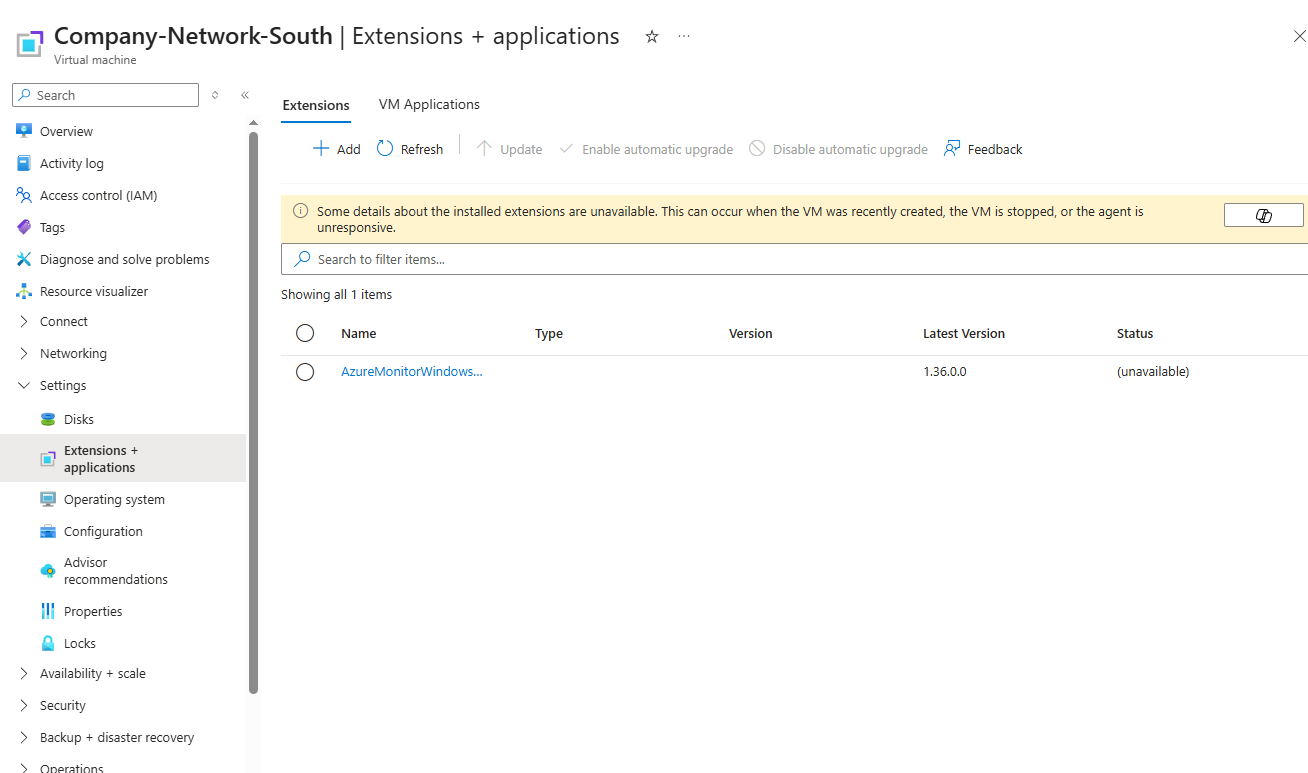 Company-Network-South | Extensions + applications
Virtual machine
Search
Overview
Activity log
Access control (IAM)
Tags
Diagnose and solve problems
Resource visualizer
Connect
Networking
Settings
Disks
Extensions +
applications
Operating system
Configuration
Advisor
recommendations
Properties
Locks
Availability + scale
Security
Backup + disaster recovery
Operations
Extensions VM Applications
Add Refresh Update Enable automatic upgrade Disable automatic upgrade Feedback
Some details about the installed extensions are unavailable. This can occur when the VM was recently created, the VM is stopped, or the agent is
unresponsive.
Search to filter items...
Showing all 1 items
Name Type Version Latest Version Status
AzureMonitorWindows... 1.36.0.0 (unavailable)